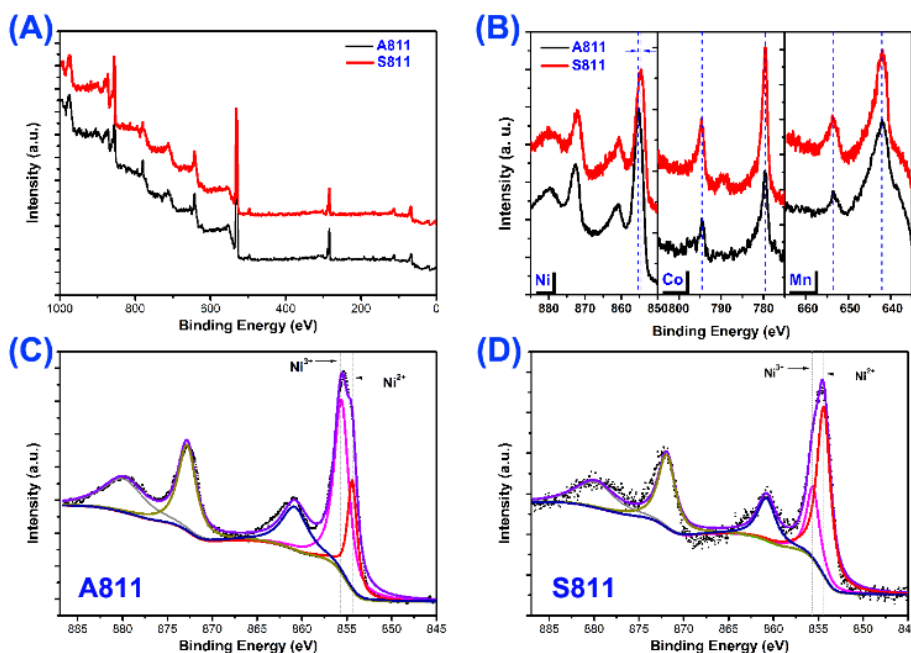 (A)
A811
S811
Intensity (a.u.)
1000 800 600 400 200 0
Binding Energy (eV)
(B)
A811
S811
Intensity (a. u.)
Ni Co Mn
880 870 860 850 800 790 780 660 650 640
Binding Energy (eV)
(C)
Ni3+
Ni2+
Intensity (a.u.)
A811
885 880 875 870 865 860 855 850 845
Binding Energy (eV)
(D)
Ni3+
Ni2+
Intensity (a.u.)
S811
885 880 875 870 865 860 855 850 845
Binding Energy (eV)